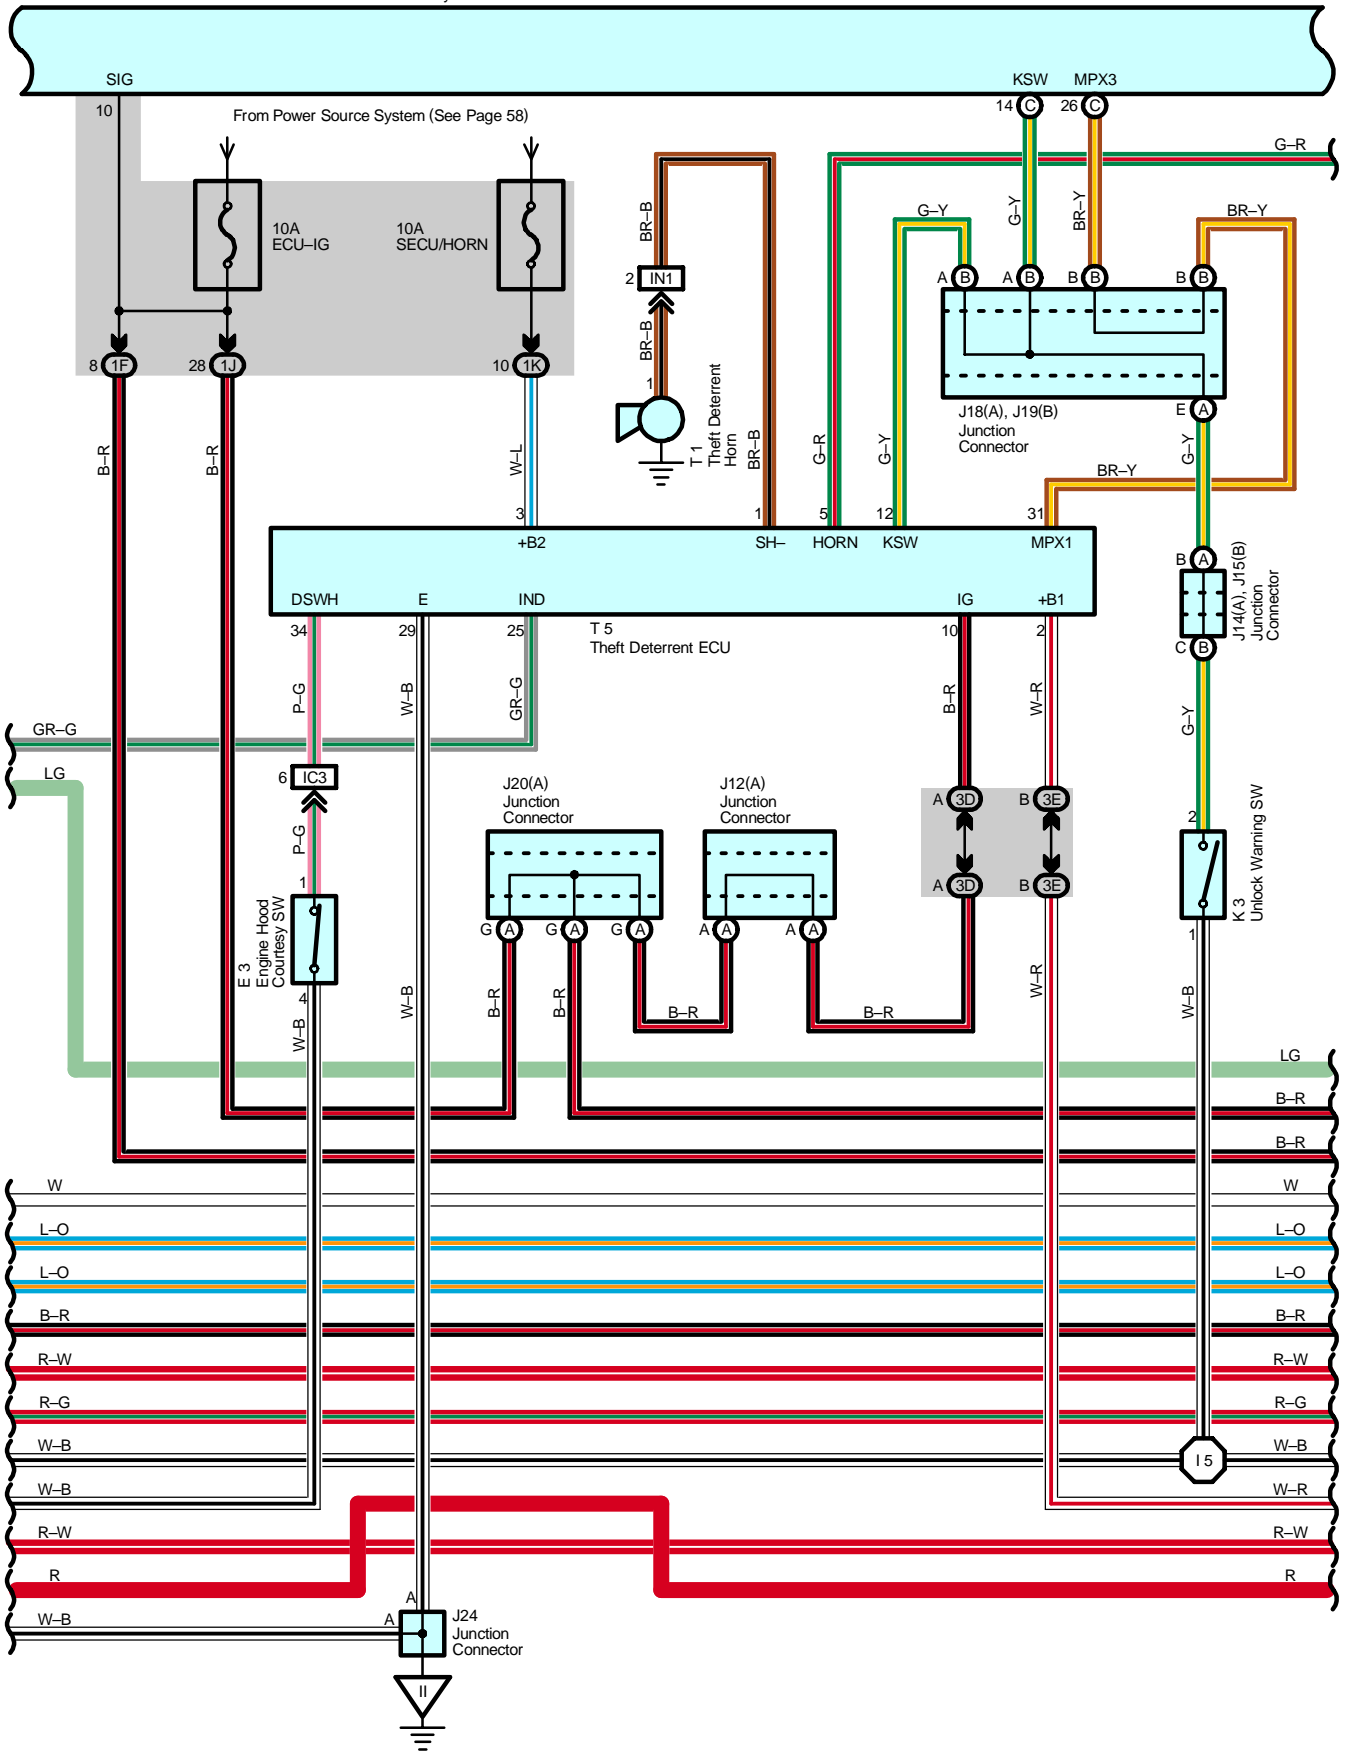 SIG
KSW
MPX3
10
From Power Source System (See Page 58)
14
C
26
C
G–R
10A
ECU–IG
10A
SECU/HORN
BR–B
G–Y
G–Y
BR–Y
BR–Y
2
IN1
A
B
A
B
B
B
B
B
8
1F
28
1J
10
1K
BR–B
1
T 1
Theft Deterrent
Horn
J18(A), J19(B)
Junction
Connector
E
A
B–R
B–R
W–L
BR–B
G–R
G–Y
G–Y
BR–Y
3
1
5
12
31
+B2
SH–
HORN
KSW
MPX1
B
A
J14(A), J15(B)
Junction
Connector
DSWH
E
IND
IG
+B1
34
29
25
T 5
Theft Deterrent ECU
10
2
C
B
P–G
W–B
GR–G
B–R
W–R
G–Y
GR–G
LG
6
IC3
J20(A)
Junction
Connector
J12(A)
Junction
Connector
A
3D
B
3E
P–G
2
K 3
Unlock Warning SW
1
E 3
Engine Hood
Courtesy SW
A
3D
B
3E
G
A
G
A
G
A
A
A
A
A
1
4
W–B
W–B
B–R
B–R
B–R
B–R
W–R
W–B
LG
B–R
B–R
W
W
L–O
L–O
L–O
L–O
B–R
B–R
R–W
R–W
R–G
R–G
W–B
I 5
W–B
W–B
W–R
R–W
R–W
R
R
A
W–B
A
J24
Junction
Connector
II